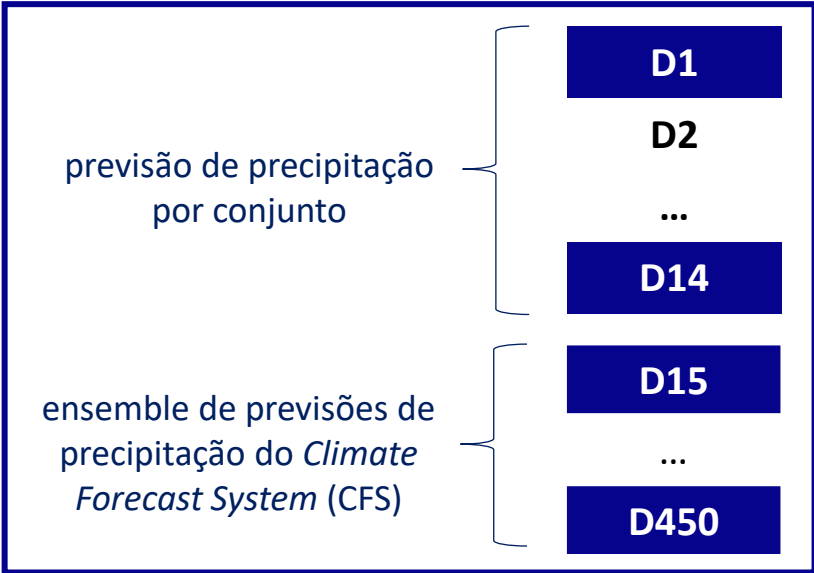 previsão de precipitação
por conjunto
D1
D2
...
D14
ensemble de previsões de
precipitação do Climate
Forecast System (CFS)
D15
...
D450